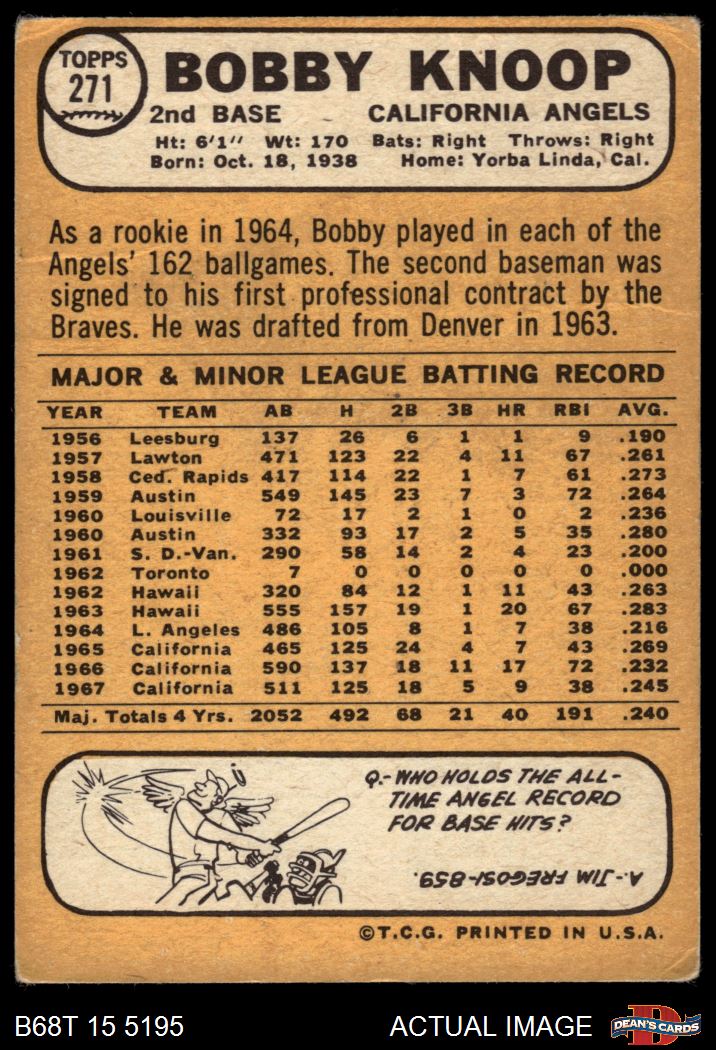 TOPPS
271
BOBBY KNOOP
2nd BASE CALIFORNIA ANGELS
Ht: 6'1" Wt: 170 Bats: Right Throws: Right
Born: Oct. 18, 1938 Home: Yorba Linda, Cal.
As a rookie in 1964, Bobby played in each of the
Angels' 162 ballgames. The second baseman was
signed to his first professional contract by the
Braves. He was drafted from Denver in 1963.
MAJOR & MINOR LEAGUE BATTING RECORD
YEAR TEAM AB H 2B 3B HR RBI AVG.
1956 Leesburg 137 26 6 1 1 9 .190
1957 Lawton 471 123 22 4 11 67 .261
1958 Ced. Rapids 417 114 22 1 7 61 .273
1959 Austin 549 145 23 7 3 72 .264
1960 Louisville 72 17 2 1 0 2 .236
1960 Austin 332 93 17 2 5 35 .280
1961 S. D.-Van. 290 58 14 2 4 23 .200
1962 Toronto 7 0 0 0 0 0 .000
1962 Hawaii 320 84 12 1 11 43 .263
1963 Hawaii 555 157 19 1 20 67 .283
1964 L. Angeles 486 105 8 1 7 38 .216
1965 California 465 125 24 4 7 43 .269
1966 California 590 137 18 11 17 72 .232
1967 California 511 125 18 5 9 38 .245
Maj. Totals 4 Yrs. 2052 492 68 21 40 191 .240
Q.- WHO HOLDS THE ALL-
TIME ANGEL RECORD
FOR BASE HITS?
A.- JIM FREGOSI-859.
©T.C.G. PRINTED IN U.S.A.
B68T 15 5195 ACTUAL IMAGE
D
DEAN'S CARDS